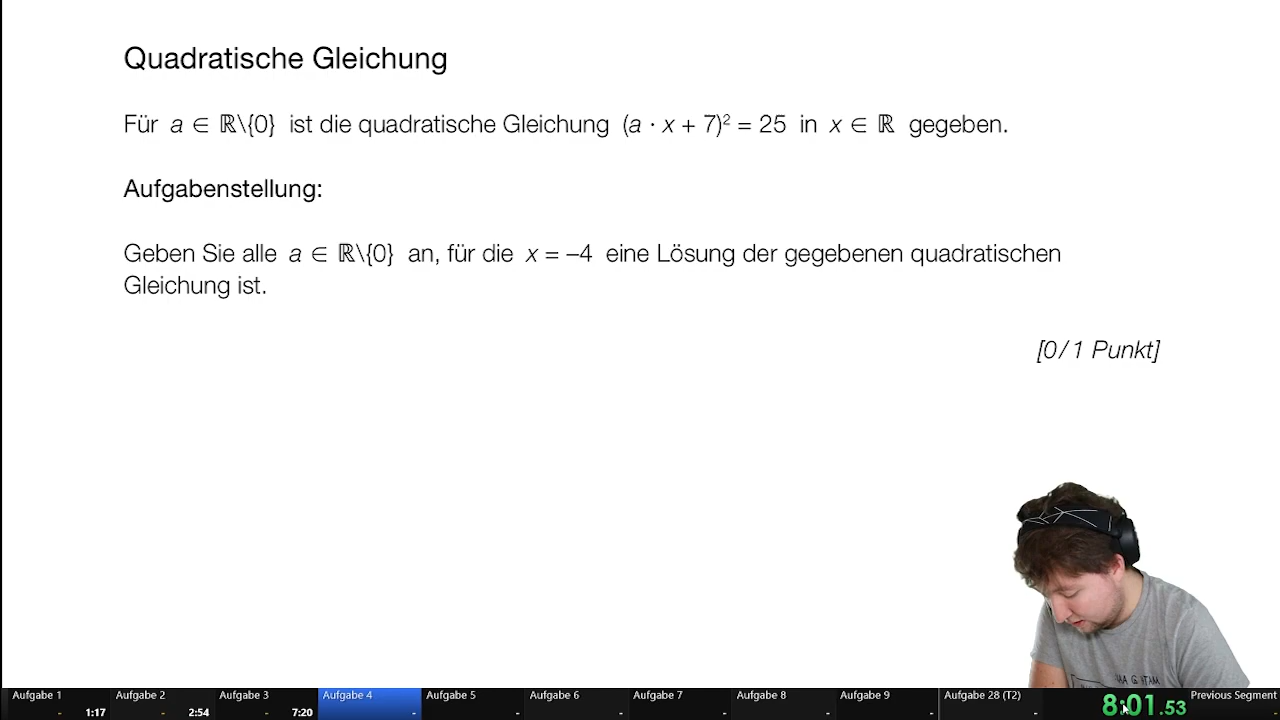 Quadratische Gleichung
Für a ∈ ℝ\{0} ist die quadratische Gleichung (a · x + 7)² = 25 in x ∈ ℝ gegeben.
Aufgabenstellung:
Geben Sie alle a ∈ ℝ\{0} an, für die x = –4 eine Lösung der gegebenen quadratischen
Gleichung ist.
[0/1 Punkt]
Aufgabe 1 Aufgabe 2 Aufgabe 3 Aufgabe 4 Aufgabe 5 Aufgabe 6 Aufgabe 7 Aufgabe 8 Aufgabe 9 Aufgabe 28 (T2) 8:01.53 Previous Segment
- 1:17 - 2:54 - 7:20 - - - - - - - -